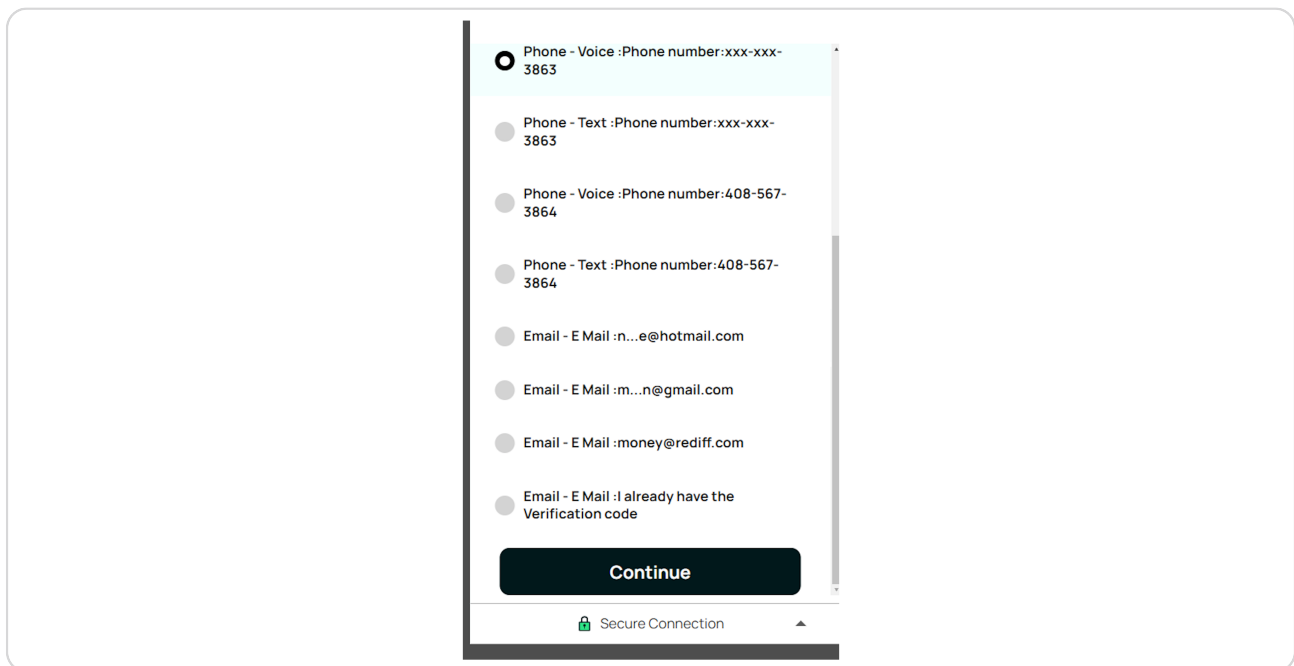 Phone - Voice :Phone number:xxx-xxx-
3863
Phone - Text :Phone number:xxx-xxx-
3863
Phone - Voice :Phone number:408-567-
3864
Phone - Text :Phone number:408-567-
3864
Email - E Mail :n...e@hotmail.com
Email - E Mail :m...n@gmail.com
Email - E Mail :money@rediff.com
Email - E Mail :I already have the
Verification code
Continue
Secure Connection